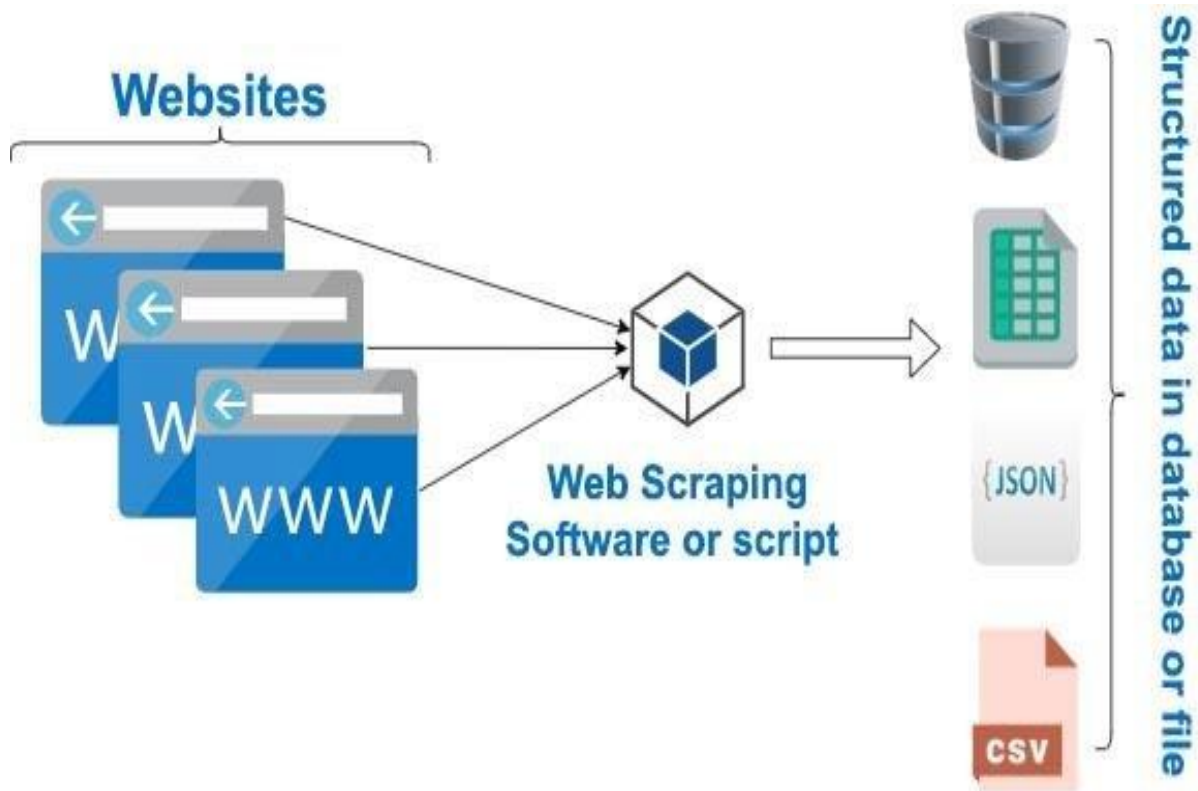 Websites
W
W
WWW
Web Scraping
Software or script
{JSON}
CSV
Structured data in database or file